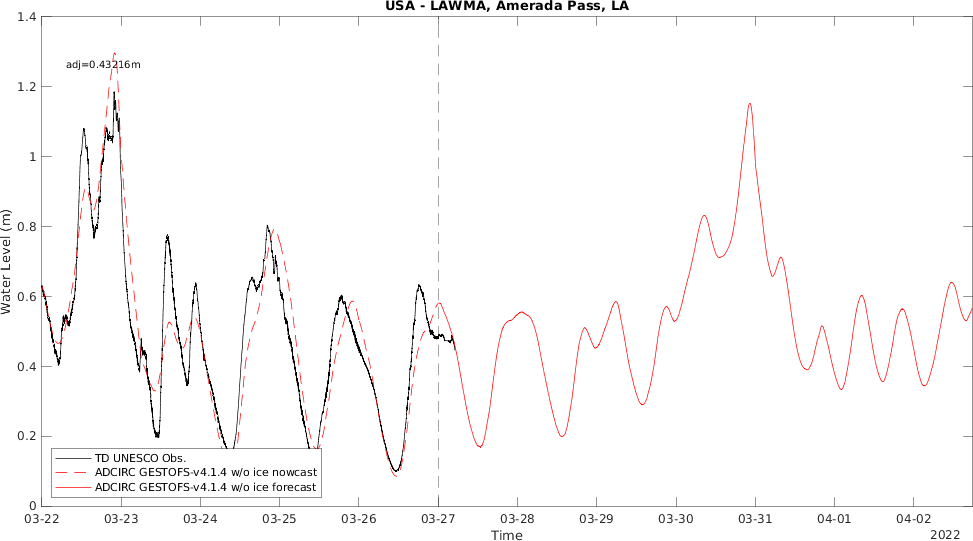 USA - LAWMA, Amerada Pass, LA
1.4
1.2
1
0.8
0.6
0.4
0.2
0
Water Level (m)
adj=0.43216m
TD UNESCO Obs.
ADCIRC GESTOFS-v4.1.4 w/o ice nowcast
ADCIRC GESTOFS-v4.1.4 w/o ice forecast
03-22 03-23 03-24 03-25 03-26 03-27 03-28 03-29 03-30 03-31 04-01 04-02
Time
2022